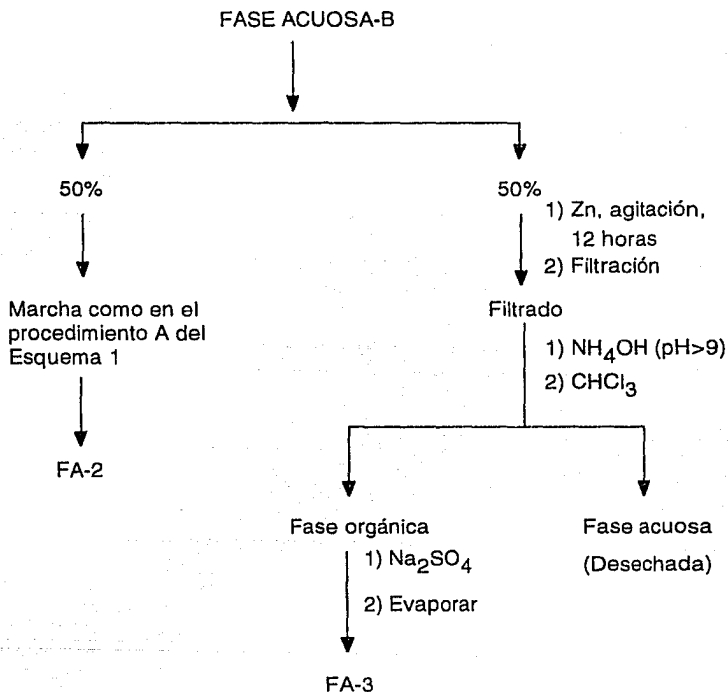 FASE ACUOSA-B
50%
50%
1) Zn, agitación,
12 horas
2) Filtración
Marcha como en el
procedimiento A del
Esquema 1
Filtrado
1) NH4OH (pH>9)
2) CHCl3
FA-2
Fase orgánica
Fase acuosa
(Desechada)
1) Na2SO4
2) Evaporar
FA-3